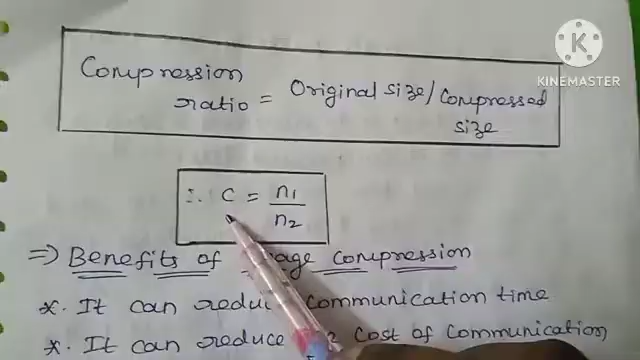 KINEMASTER
Compression
ratio = Original size / Compressed
size
∴ C = n1
n2
⇒ Benefits of compression
*. It can reduce communication time
*. It can reduce cost of communication